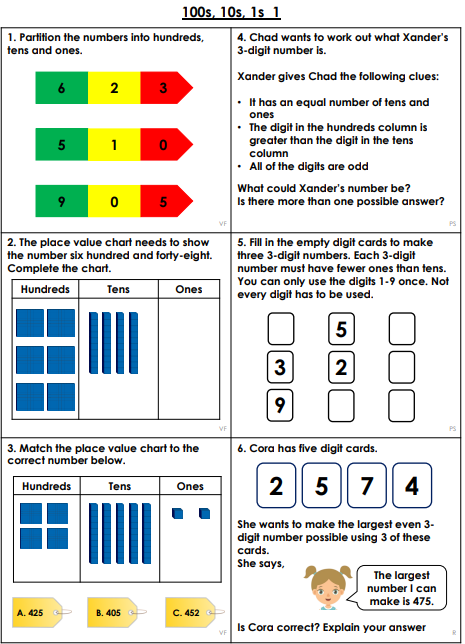 100s, 10s, 1s 1
1. Partition the numbers into hundreds,
tens and ones.
6 2 3
5 1 0
9 0 5
VF
2. The place value chart needs to show
the number six hundred and forty-eight.
Complete the chart.
Hundreds Tens Ones
VF
3. Match the place value chart to the
correct number below.
Hundreds Tens Ones
A. 425 B. 405 C. 452
VF
4. Chad wants to work out what Xander's
3-digit number is.
Xander gives Chad the following clues:
• It has an equal number of tens and
ones
• The digit in the hundreds column is
greater than the digit in the tens
column
• All of the digits are odd
What could Xander's number be?
Is there more than one possible answer?
PS
5. Fill in the empty digit cards to make
three 3-digit numbers. Each 3-digit
number must have fewer ones than tens.
You can only use the digits 1-9 once. Not
every digit has to be used.
5
3 2
9
PS
6. Cora has five digit cards.
2 5 7 4
She wants to make the largest even 3-
digit number possible using 3 of these
cards.
She says,
The largest
number I can
make is 475.
Is Cora correct? Explain your answer
R